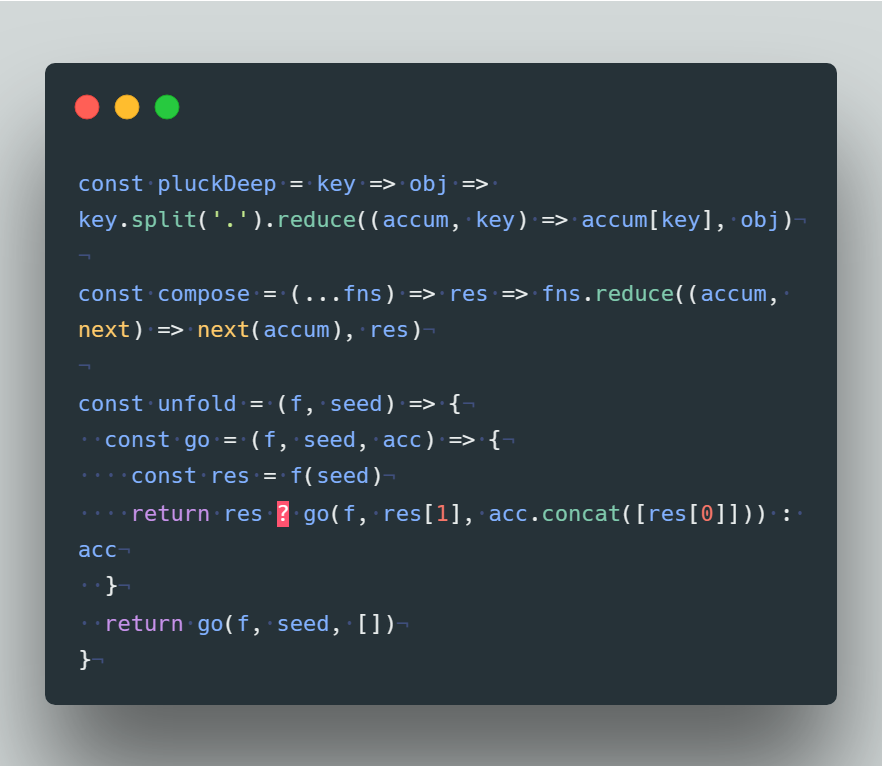 const pluckDeep = key => obj =>
key.split('.').reduce((accum, key) => accum[key], obj)¬
¬
const compose = (...fns) => res => fns.reduce((accum,
next) => next(accum), res)¬
¬
const unfold = (f, seed) => {¬
··const go = (f, seed, acc) => {¬
····const res = f(seed)¬
····return res ? go(f, res[1], acc.concat([res[0]])) :
acc¬
··}¬
··return go(f, seed, [])¬
}¬